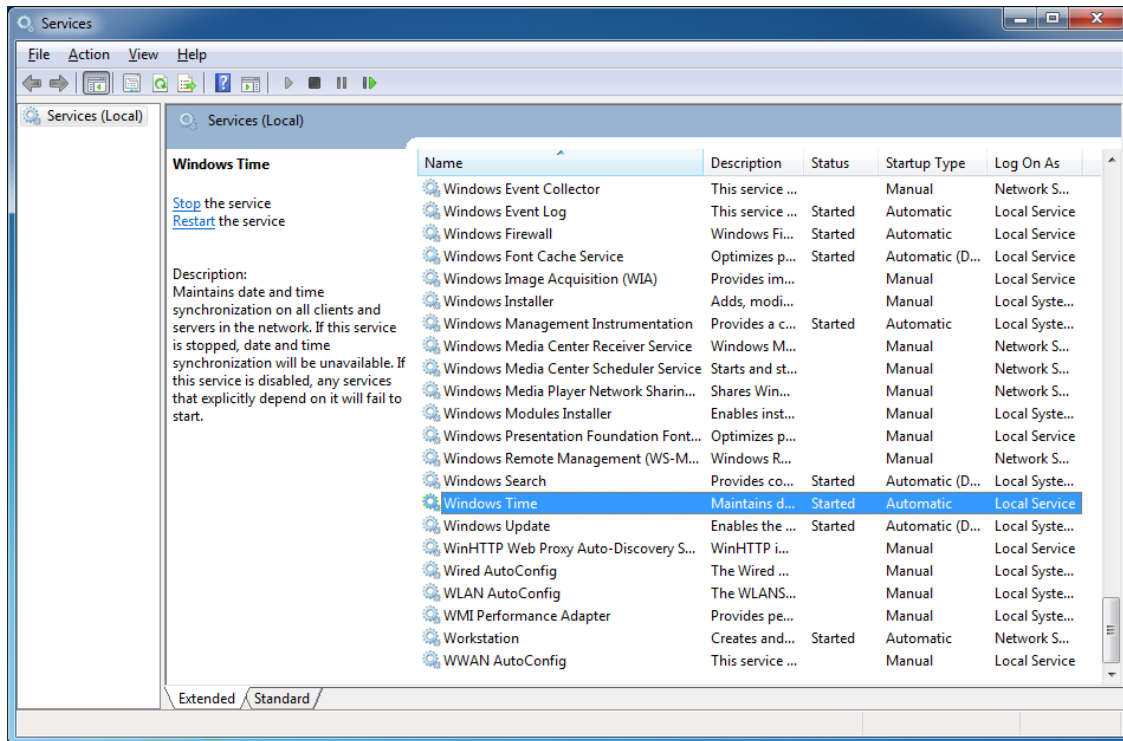 Services
File Action View Help
Services (Local)
Services (Local)
Windows Time
Stop the service
Restart the service
Description:
Maintains date and time
synchronization on all clients and
servers in the network. If this service
is stopped, date and time
synchronization will be unavailable. If
this service is disabled, any services
that explicitly depend on it will fail to
start.
Name Description Status Startup Type Log On As
Windows Event Collector This service ... Manual Network S...
Windows Event Log This service ... Started Automatic Local Service
Windows Firewall Windows Fi... Started Automatic Local Service
Windows Font Cache Service Optimizes p... Started Automatic (D... Local Service
Windows Image Acquisition (WIA) Provides im... Manual Local Service
Windows Installer Adds, modi... Manual Local Syste...
Windows Management Instrumentation Provides a c... Started Automatic Local Syste...
Windows Media Center Receiver Service Windows M... Manual Network S...
Windows Media Center Scheduler Service Starts and st... Manual Network S...
Windows Media Player Network Sharin... Shares Win... Manual Network S...
Windows Modules Installer Enables inst... Manual Local Syste...
Windows Presentation Foundation Font... Optimizes p... Manual Local Service
Windows Remote Management (WS-M... Windows R... Manual Network S...
Windows Search Provides co... Started Automatic (D... Local Syste...
Windows Time Maintains d... Started Automatic Local Service
Windows Update Enables the ... Started Automatic (D... Local Syste...
WinHTTP Web Proxy Auto-Discovery S... WinHTTP i... Manual Local Service
Wired AutoConfig The Wired ... Manual Local Syste...
WLAN AutoConfig The WLANS... Manual Local Syste...
WMI Performance Adapter Provides pe... Manual Local Syste...
Workstation Creates and... Started Automatic Network S...
WWAN AutoConfig This service ... Manual Local Service
Extended Standard